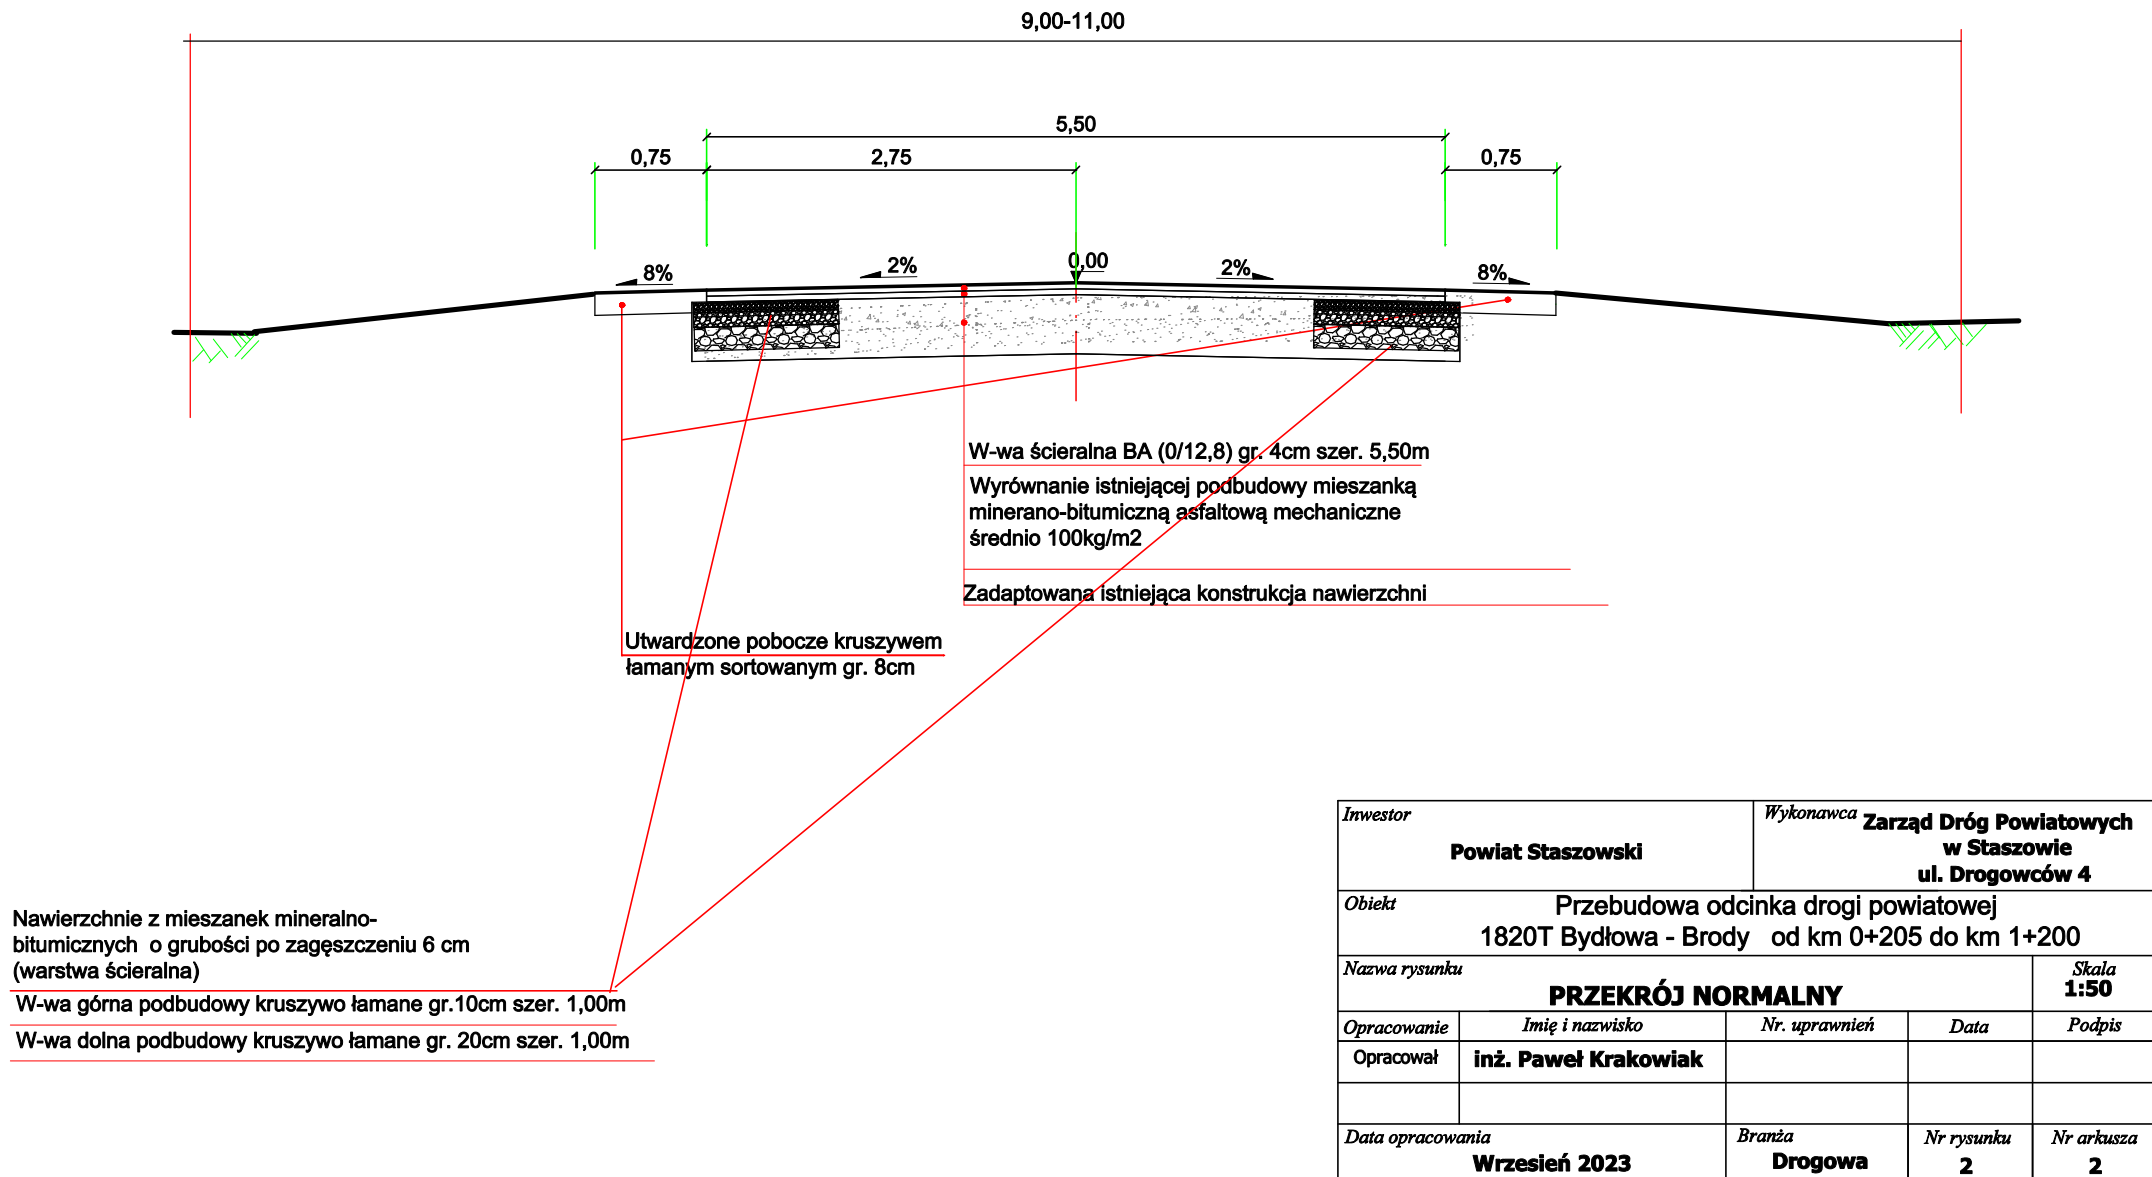 9,00-11,00
5,50
0,75
2,75
0,75
8%
2%
0,00
2%
8%
W-wa ścieralna BA (0/12,8) gr. 4cm szer. 5,50m
Wyrównanie istniejącej podbudowy mieszanką
minerano-bitumiczną asfaltową mechaniczne
średnio 100kg/m2
Zadaptowana istniejąca konstrukcja nawierzchni
Utwardzone pobocze kruszywem
łamanym sortowanym gr. 8cm
Nawierzchnie z mieszanek mineralno-
bitumicznych o grubości po zagęszczeniu 6 cm
(warstwa ścieralna)
W-wa górna podbudowy kruszywo łamane gr.10cm szer. 1,00m
W-wa dolna podbudowy kruszywo łamane gr. 20cm szer. 1,00m
Inwestor
Powiat Staszowski
Wykonawca Zarząd Dróg Powiatowych
w Staszowie
ul. Drogowców 4
Obiekt
Przebudowa odcinka drogi powiatowej
1820T Bydłowa - Brody od km 0+205 do km 1+200
Nazwa rysunku
PRZEKRÓJ NORMALNY
Skala
1:50
Opracowanie Imię i nazwisko Nr. uprawnień Data Podpis
Opracował inż. Paweł Krakowiak
Data opracowania
Wrzesień 2023
Branża
Drogowa
Nr rysunku
2
Nr arkusza
2